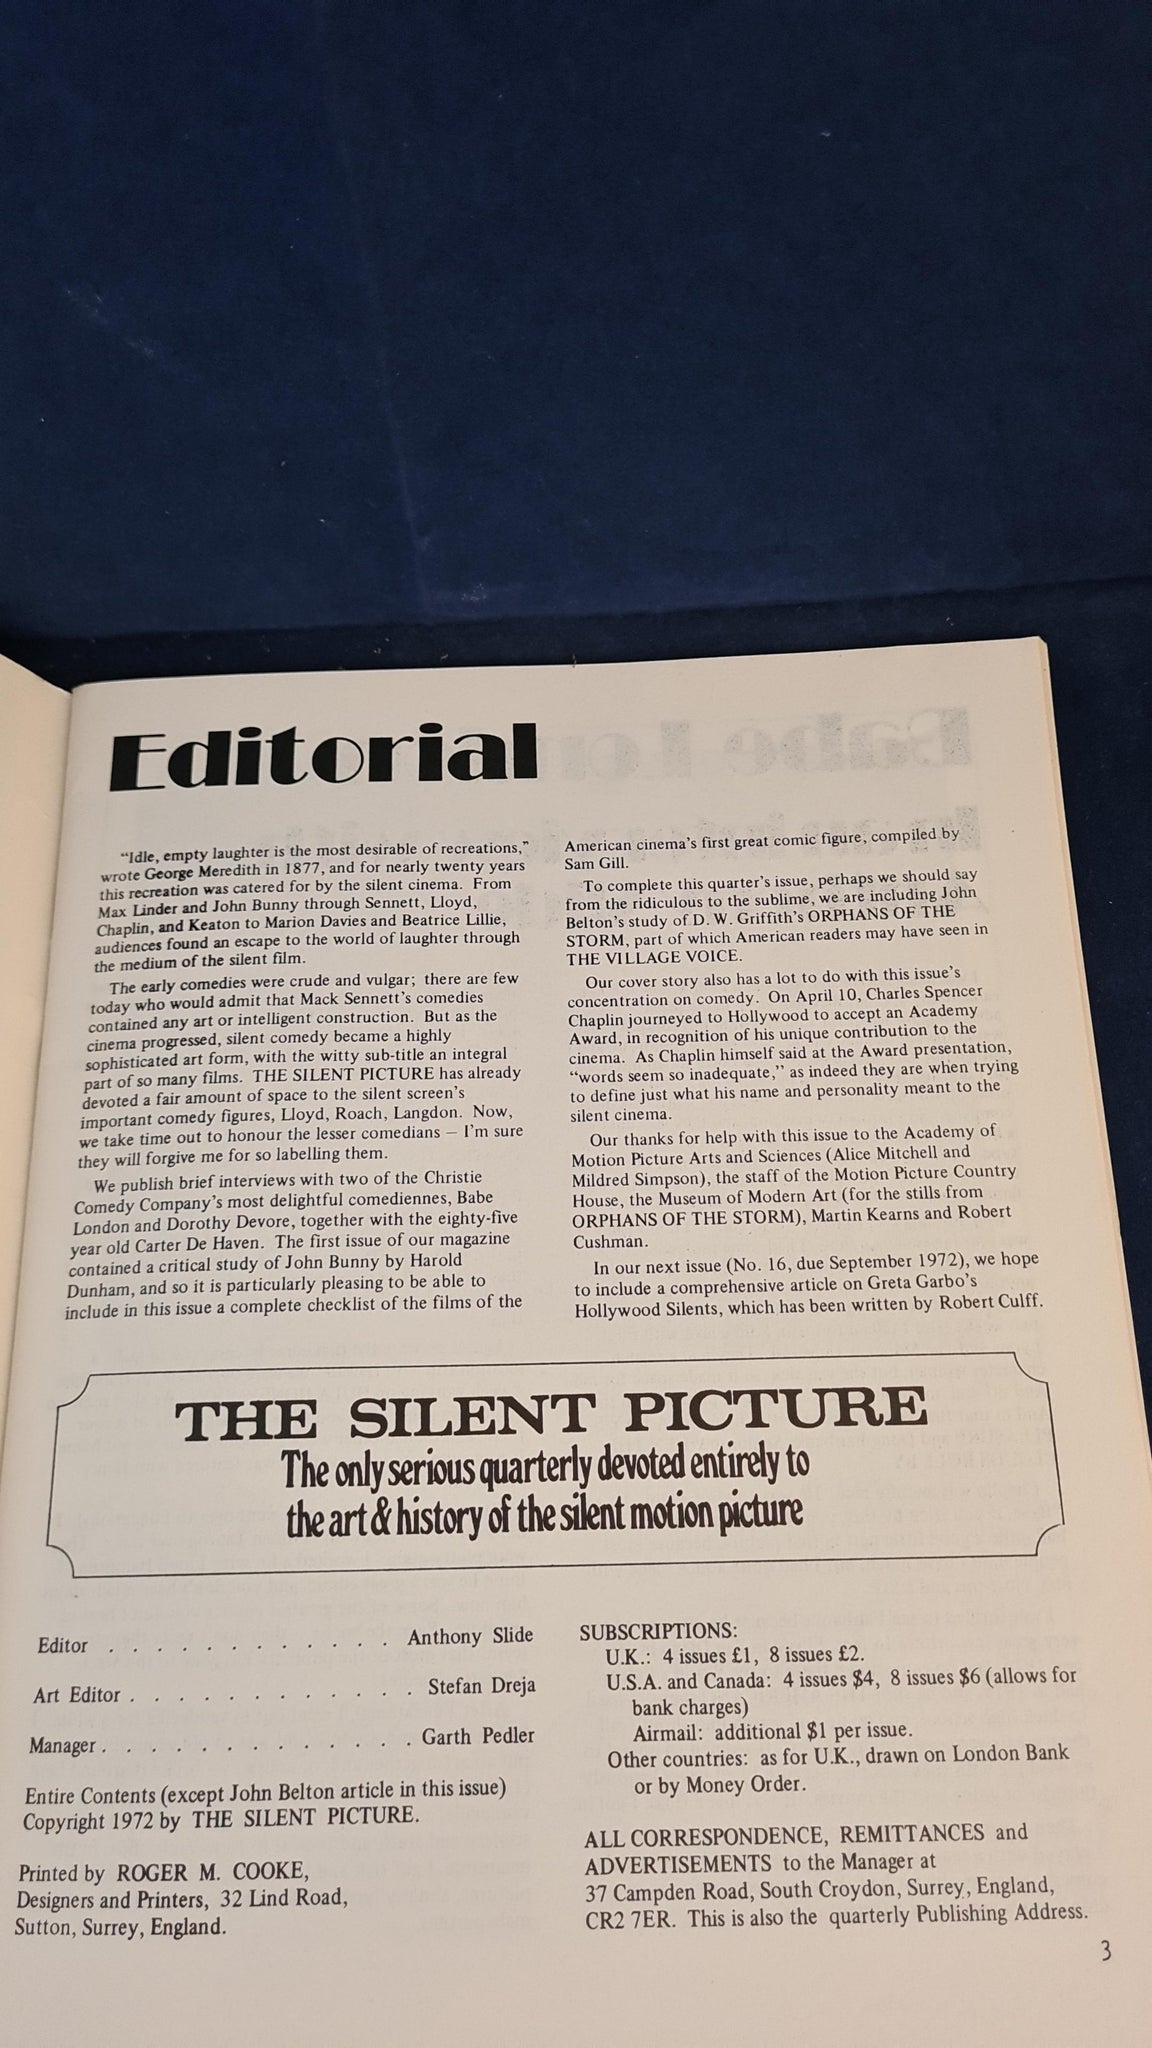 Editorial
"Idle, empty laughter is the most desirable of recreations,"
wrote George Meredith in 1877, and for nearly twenty years
this recreation was catered for by the silent cinema. From
Max Linder and John Bunny through Sennett, Lloyd,
Chaplin, and Keaton to Marion Davies and Beatrice Lillie,
audiences found an escape to the world of laughter through
the medium of the silent film.
The early comedies were crude and vulgar; there are few
today who would admit that Mack Sennett's comedies
contained any art or intelligent construction. But as the
cinema progressed, silent comedy became a highly
sophisticated art form, with the witty sub-title an integral
part of so many films. THE SILENT PICTURE has already
devoted a fair amount of space to the silent screen's
important comedy figures, Lloyd, Roach, Langdon. Now,
we take time out to honour the lesser comedians — I'm sure
they will forgive me for so labelling them.
We publish brief interviews with two of the Christie
Comedy Company's most delightful comediennes, Babe
London and Dorothy Devore, together with the eighty-five
year old Carter De Haven. The first issue of our magazine
contained a critical study of John Bunny by Harold
Dunham, and so it is particularly pleasing to be able to
include in this issue a complete checklist of the films of the
American cinema's first great comic figure, compiled by
Sam Gill.
To complete this quarter's issue, perhaps we should say
from the ridiculous to the sublime, we are including John
Belton's study of D. W. Griffith's ORPHANS OF THE
STORM, part of which American readers may have seen in
THE VILLAGE VOICE.
Our cover story also has a lot to do with this issue's
concentration on comedy. On April 10, Charles Spencer
Chaplin journeyed to Hollywood to accept an Academy
Award, in recognition of his unique contribution to the
cinema. As Chaplin himself said at the Award presentation,
"words seem so inadequate," as indeed they are when trying
to define just what his name and personality meant to the
silent cinema.
Our thanks for help with this issue to the Academy of
Motion Picture Arts and Sciences (Alice Mitchell and
Mildred Simpson), the staff of the Motion Picture Country
House, the Museum of Modern Art (for the stills from
ORPHANS OF THE STORM), Martin Kearns and Robert
Cushman.
In our next issue (No. 16, due September 1972), we hope
to include a comprehensive article on Greta Garbo's
Hollywood Silents, which has been written by Robert Culff.
THE SILENT PICTURE
The only serious quarterly devoted entirely to
the art & history of the silent motion picture
Editor . . . . . . . . . . . . Anthony Slide
Art Editor . . . . . . . . . . . . Stefan Dreja
Manager . . . . . . . . . . . . . Garth Pedler
Entire Contents (except John Belton article in this issue)
Copyright 1972 by THE SILENT PICTURE.
Printed by ROGER M. COOKE,
Designers and Printers, 32 Lind Road,
Sutton, Surrey, England.
SUBSCRIPTIONS:
U.K.: 4 issues £1, 8 issues £2.
U.S.A. and Canada: 4 issues $4, 8 issues $6 (allows for
bank charges)
Airmail: additional $1 per issue.
Other countries: as for U.K., drawn on London Bank
or by Money Order.
ALL CORRESPONDENCE, REMITTANCES and
ADVERTISEMENTS to the Manager at
37 Campden Road, South Croydon, Surrey, England,
CR2 7ER. This is also the quarterly Publishing Address.
3